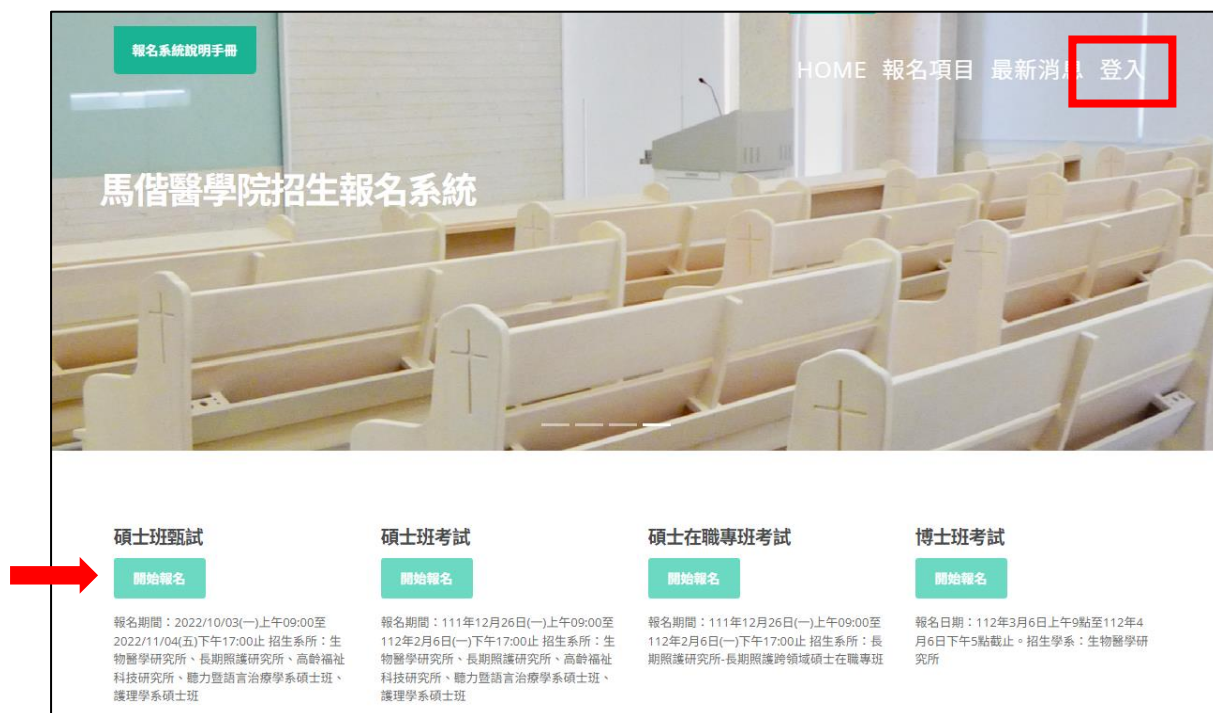 報名系統說明手冊
HOME 報名項目 最新消息 登入
馬偕醫學院招生報名系統
碩士班甄試
開始報名
報名期間：2022/10/03(一)上午09:00至
2022/11/04(五)下午17:00止 招生系所：生
物醫學研究所、長期照護研究所、高齡福祉
科技研究所、聽力暨語言治療學系碩士班、
護理學系碩士班
碩士班考試
開始報名
報名期間：111年12月26日(一)上午09:00至
112年2月6日(一)下午17:00止 招生系所：生
物醫學研究所、長期照護研究所、高齡福祉
科技研究所、聽力暨語言治療學系碩士班、
護理學系碩士班
碩士在職專班考試
開始報名
報名期間：111年12月26日(一)上午09:00至
112年2月6日(一)下午17:00止 招生系所：長
期照護研究所-長期照護跨領域碩士在職專班
博士班考試
開始報名
報名日期：112年3月6日上午9點至112年4
月6日下午5點截止。招生學系：生物醫學研
究所